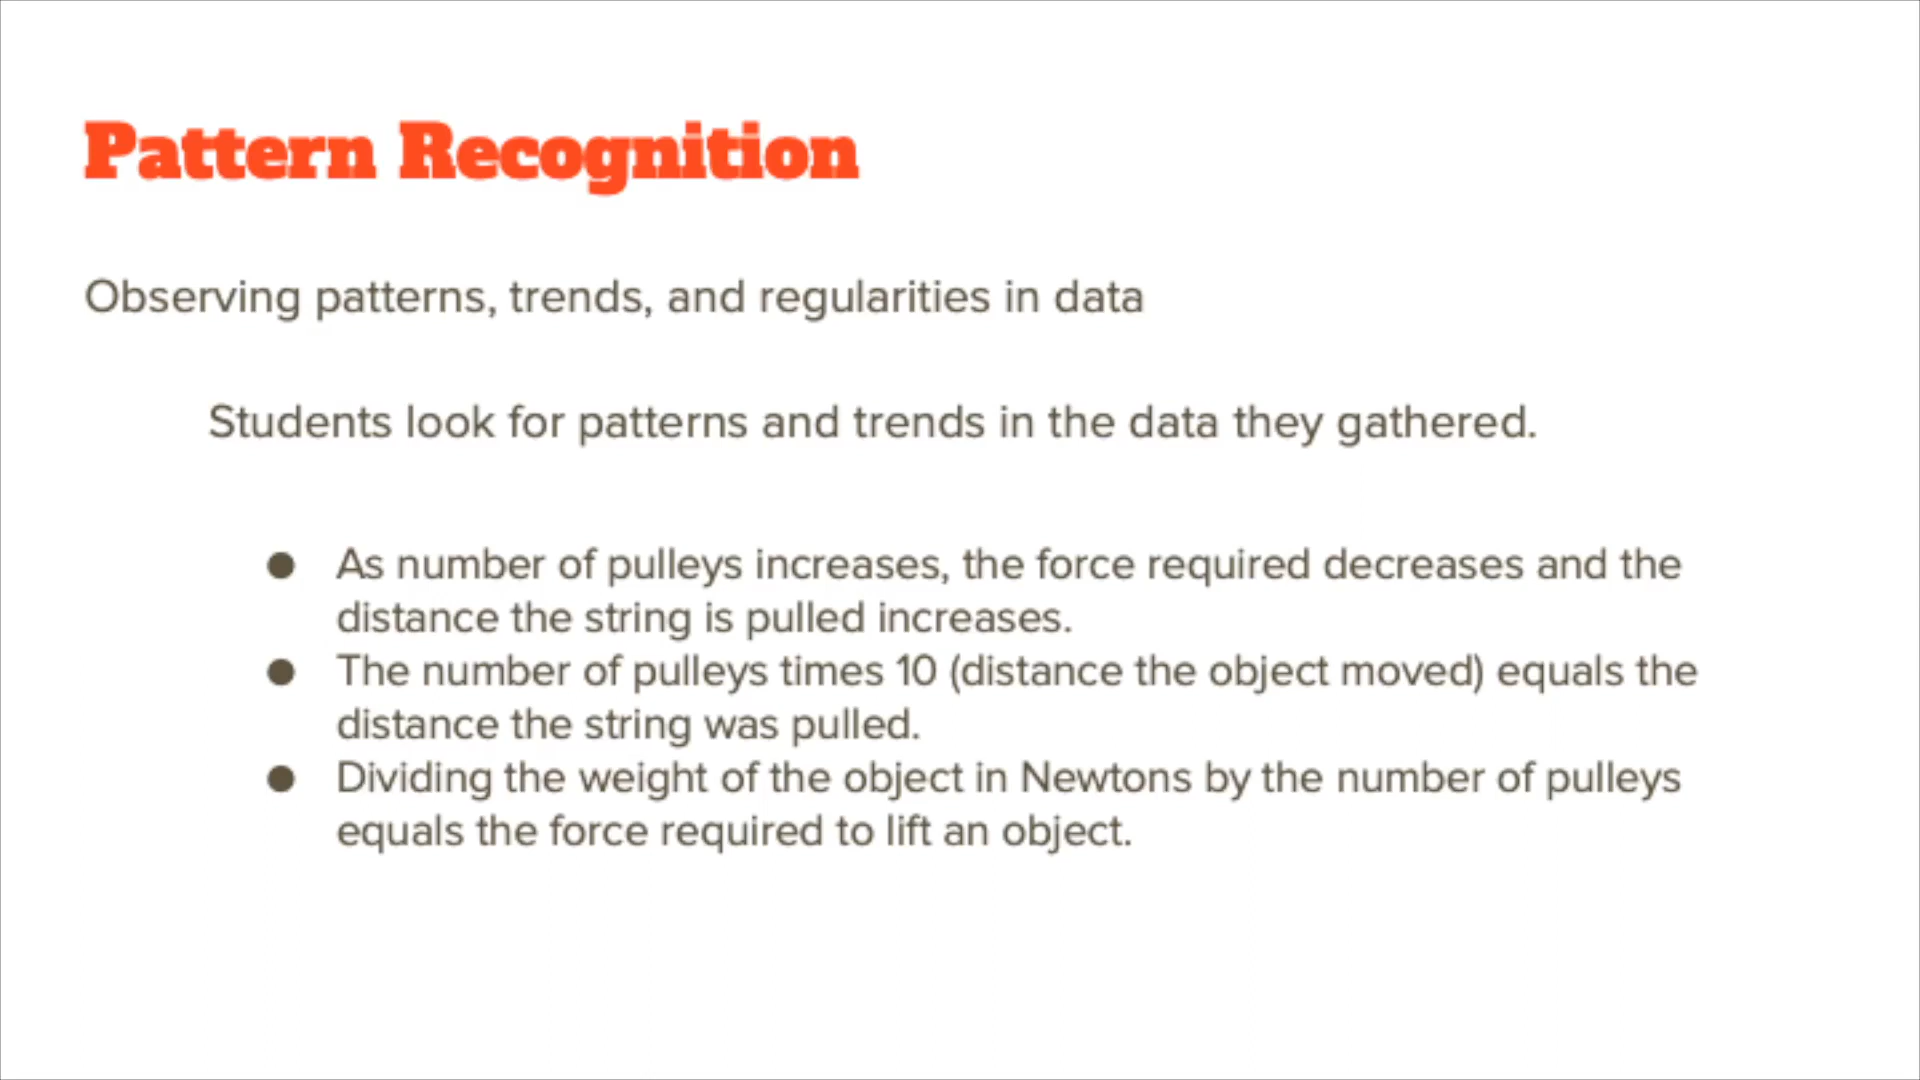 Pattern Recognition
Observing patterns, trends, and regularities in data
Students look for patterns and trends in the data they gathered.
● As number of pulleys increases, the force required decreases and the
distance the string is pulled increases.
● The number of pulleys times 10 (distance the object moved) equals the
distance the string was pulled.
● Dividing the weight of the object in Newtons by the number of pulleys
equals the force required to lift an object.